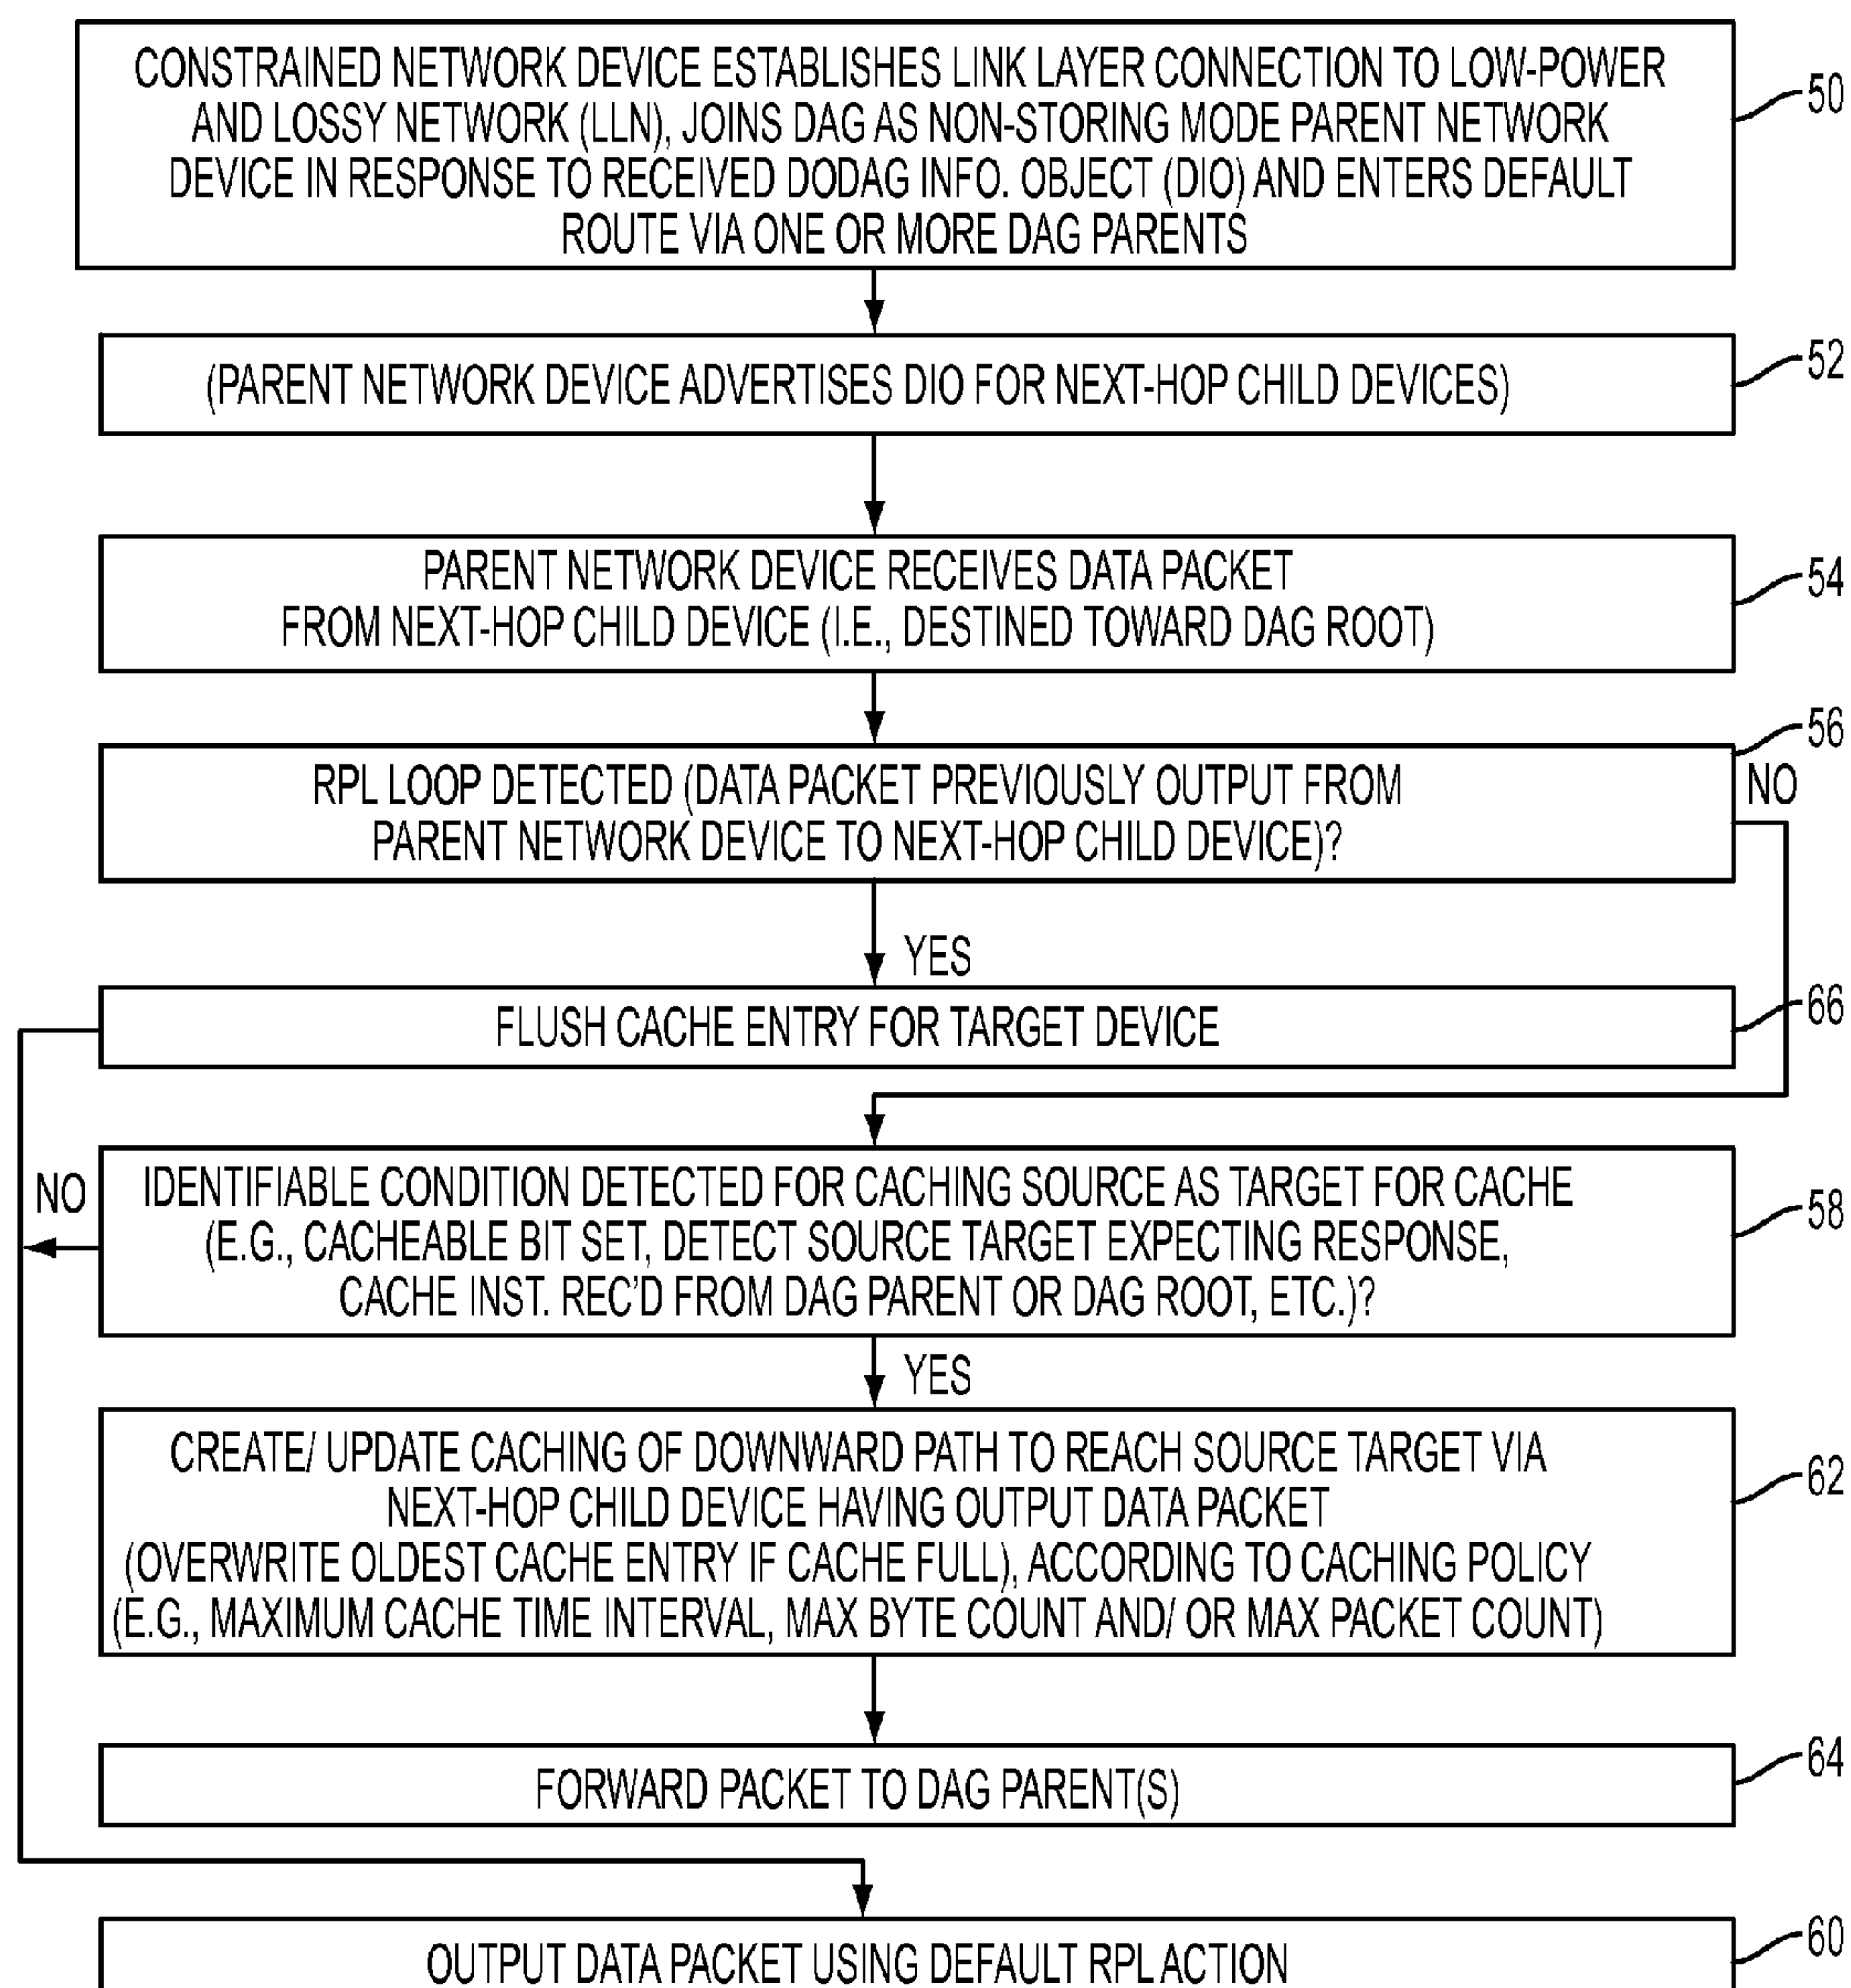 CONSTRAINED NETWORK DEVICE ESTABLISHES LINK LAYER CONNECTION TO LOW-POWER
AND LOSSY NETWORK (LLN), JOINS DAG AS NON-STORING MODE PARENT NETWORK
DEVICE IN RESPONSE TO RECEIVED DODAG INFO. OBJECT (DIO) AND ENTERS DEFAULT
ROUTE VIA ONE OR MORE DAG PARENTS
50
(PARENT NETWORK DEVICE ADVERTISES DIO FOR NEXT-HOP CHILD DEVICES)
52
PARENT NETWORK DEVICE RECEIVES DATA PACKET
FROM NEXT-HOP CHILD DEVICE (I.E., DESTINED TOWARD DAG ROOT)
54
RPL LOOP DETECTED (DATA PACKET PREVIOUSLY OUTPUT FROM
PARENT NETWORK DEVICE TO NEXT-HOP CHILD DEVICE)?
56
NO
YES
FLUSH CACHE ENTRY FOR TARGET DEVICE
66
NO
IDENTIFIABLE CONDITION DETECTED FOR CACHING SOURCE AS TARGET FOR CACHE
(E.G., CACHEABLE BIT SET, DETECT SOURCE TARGET EXPECTING RESPONSE,
CACHE INST. REC'D FROM DAG PARENT OR DAG ROOT, ETC.)?
58
YES
CREATE/ UPDATE CACHING OF DOWNWARD PATH TO REACH SOURCE TARGET VIA
NEXT-HOP CHILD DEVICE HAVING OUTPUT DATA PACKET
(OVERWRITE OLDEST CACHE ENTRY IF CACHE FULL), ACCORDING TO CACHING POLICY
(E.G., MAXIMUM CACHE TIME INTERVAL, MAX BYTE COUNT AND/ OR MAX PACKET COUNT)
62
FORWARD PACKET TO DAG PARENT(S)
64
OUTPUT DATA PACKET USING DEFAULT RPL ACTION
60